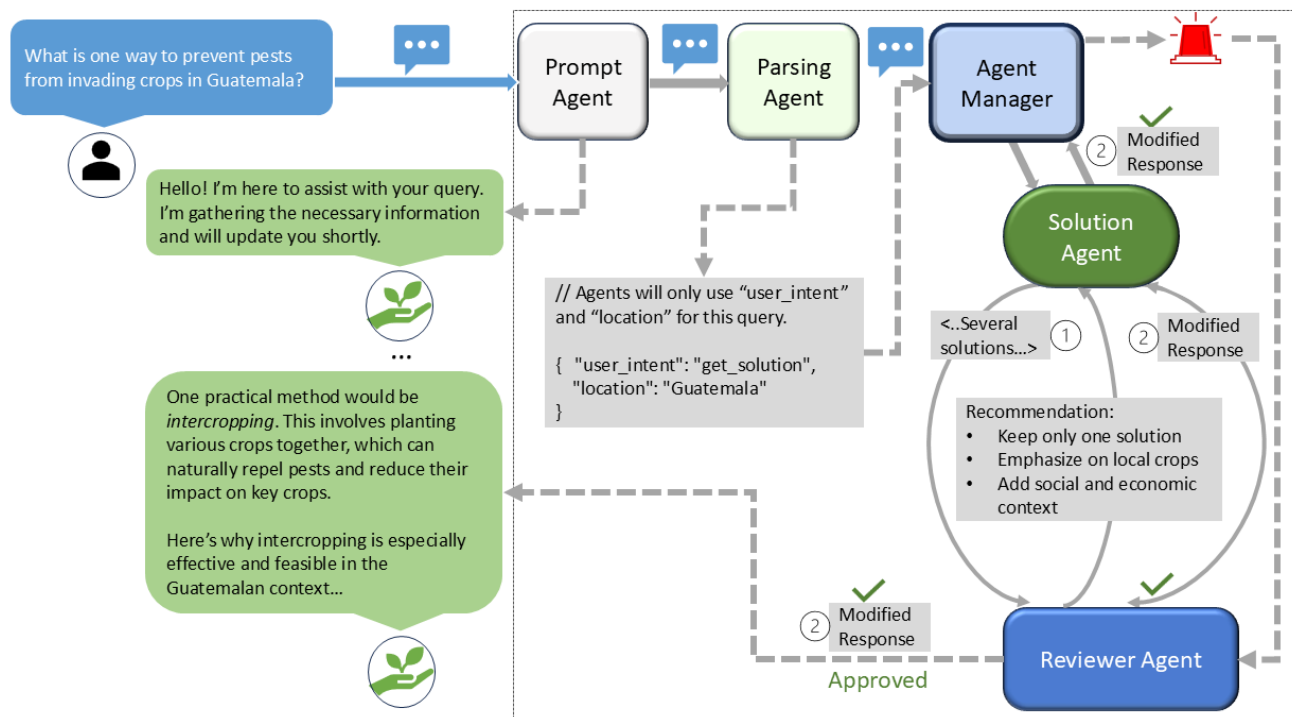 What is one way to prevent pests
from invading crops in Guatemala?
Prompt
Agent
Parsing
Agent
Agent
Manager
2
Modified
Response
Hello! I'm here to assist with your query.
I'm gathering the necessary information
and will update you shortly.
Solution
Agent
// Agents will only use “user_intent”
and “location” for this query.
{ "user_intent": "get_solution",
"location": "Guatemala"
}
<..Several
solutions...>
1
2
Modified
Response
...
One practical method would be
intercropping. This involves planting
various crops together, which can
naturally repel pests and reduce their
impact on key crops.
Here's why intercropping is especially
effective and feasible in the
Guatemalan context…
Recommendation:
• Keep only one solution
• Emphasize on local crops
• Add social and economic
context
2
Modified
Response
Approved
Reviewer Agent